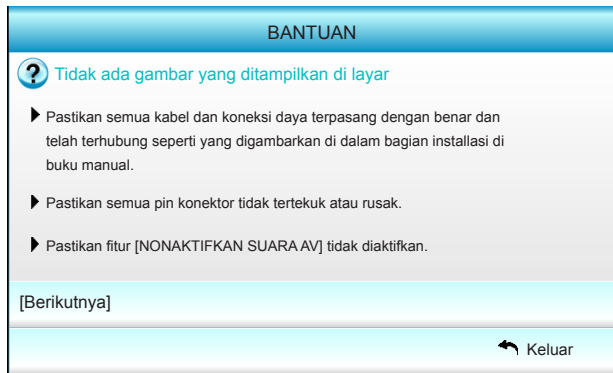 BANTUAN
Tidak ada gambar yang ditampilkan di layar
Pastikan semua kabel dan koneksi daya terpasang dengan benar dan
telah terhubung seperti yang digambarkan di dalam bagian installasi di
buku manual.
Pastikan semua pin konektor tidak tertekuk atau rusak.
Pastikan fitur [NONAKTIFKAN SUARA AV] tidak diaktifkan.
[Berikutnya]
Keluar